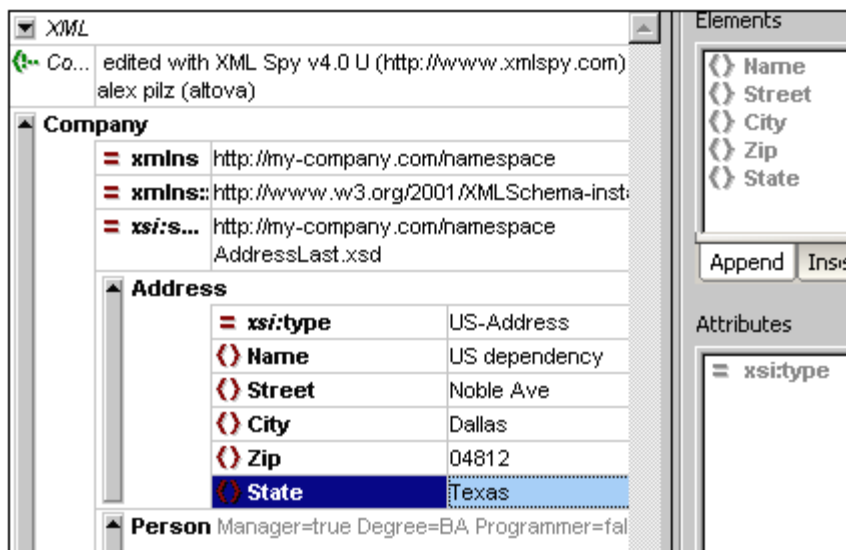 XML
Co... edited with XML Spy v4.0 U (http://www.xmlspy.com)
alex pilz (altova)
Company
= xmlns http://my-company.com/namespace
= xmlns: http://www.w3.org/2001/XMLSchema-inst
= xsi:s... http://my-company.com/namespace
AddressLast.xsd
Address
= xsi:type US-Address
Name US dependency
Street Noble Ave
City Dallas
Zip 04812
State Texas
Person Manager=true Degree=BA Programmer=fal
Elements
Name
Street
City
Zip
State
Append Inse
Attributes
= xsi:type